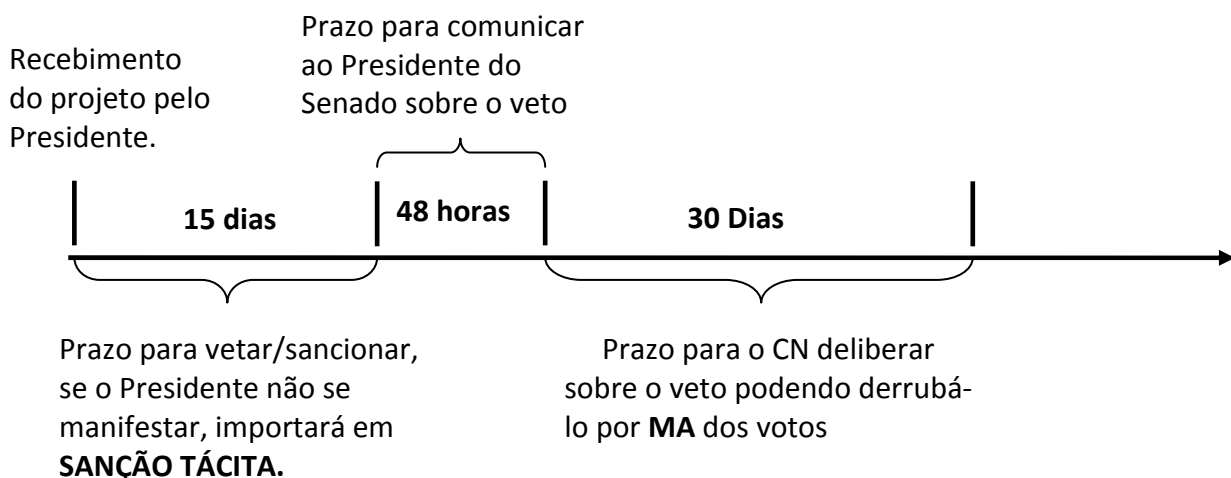 Recebimento
do projeto pelo
Presidente.
Prazo para comunicar
ao Presidente do
Senado sobre o veto
15 dias
48 horas
30 Dias
Prazo para vetar/sancionar,
se o Presidente não se
manifestar, importará em
SANÇÃO TÁCITA.
Prazo para o CN deliberar
sobre o veto podendo derrubá-
lo por MA dos votos